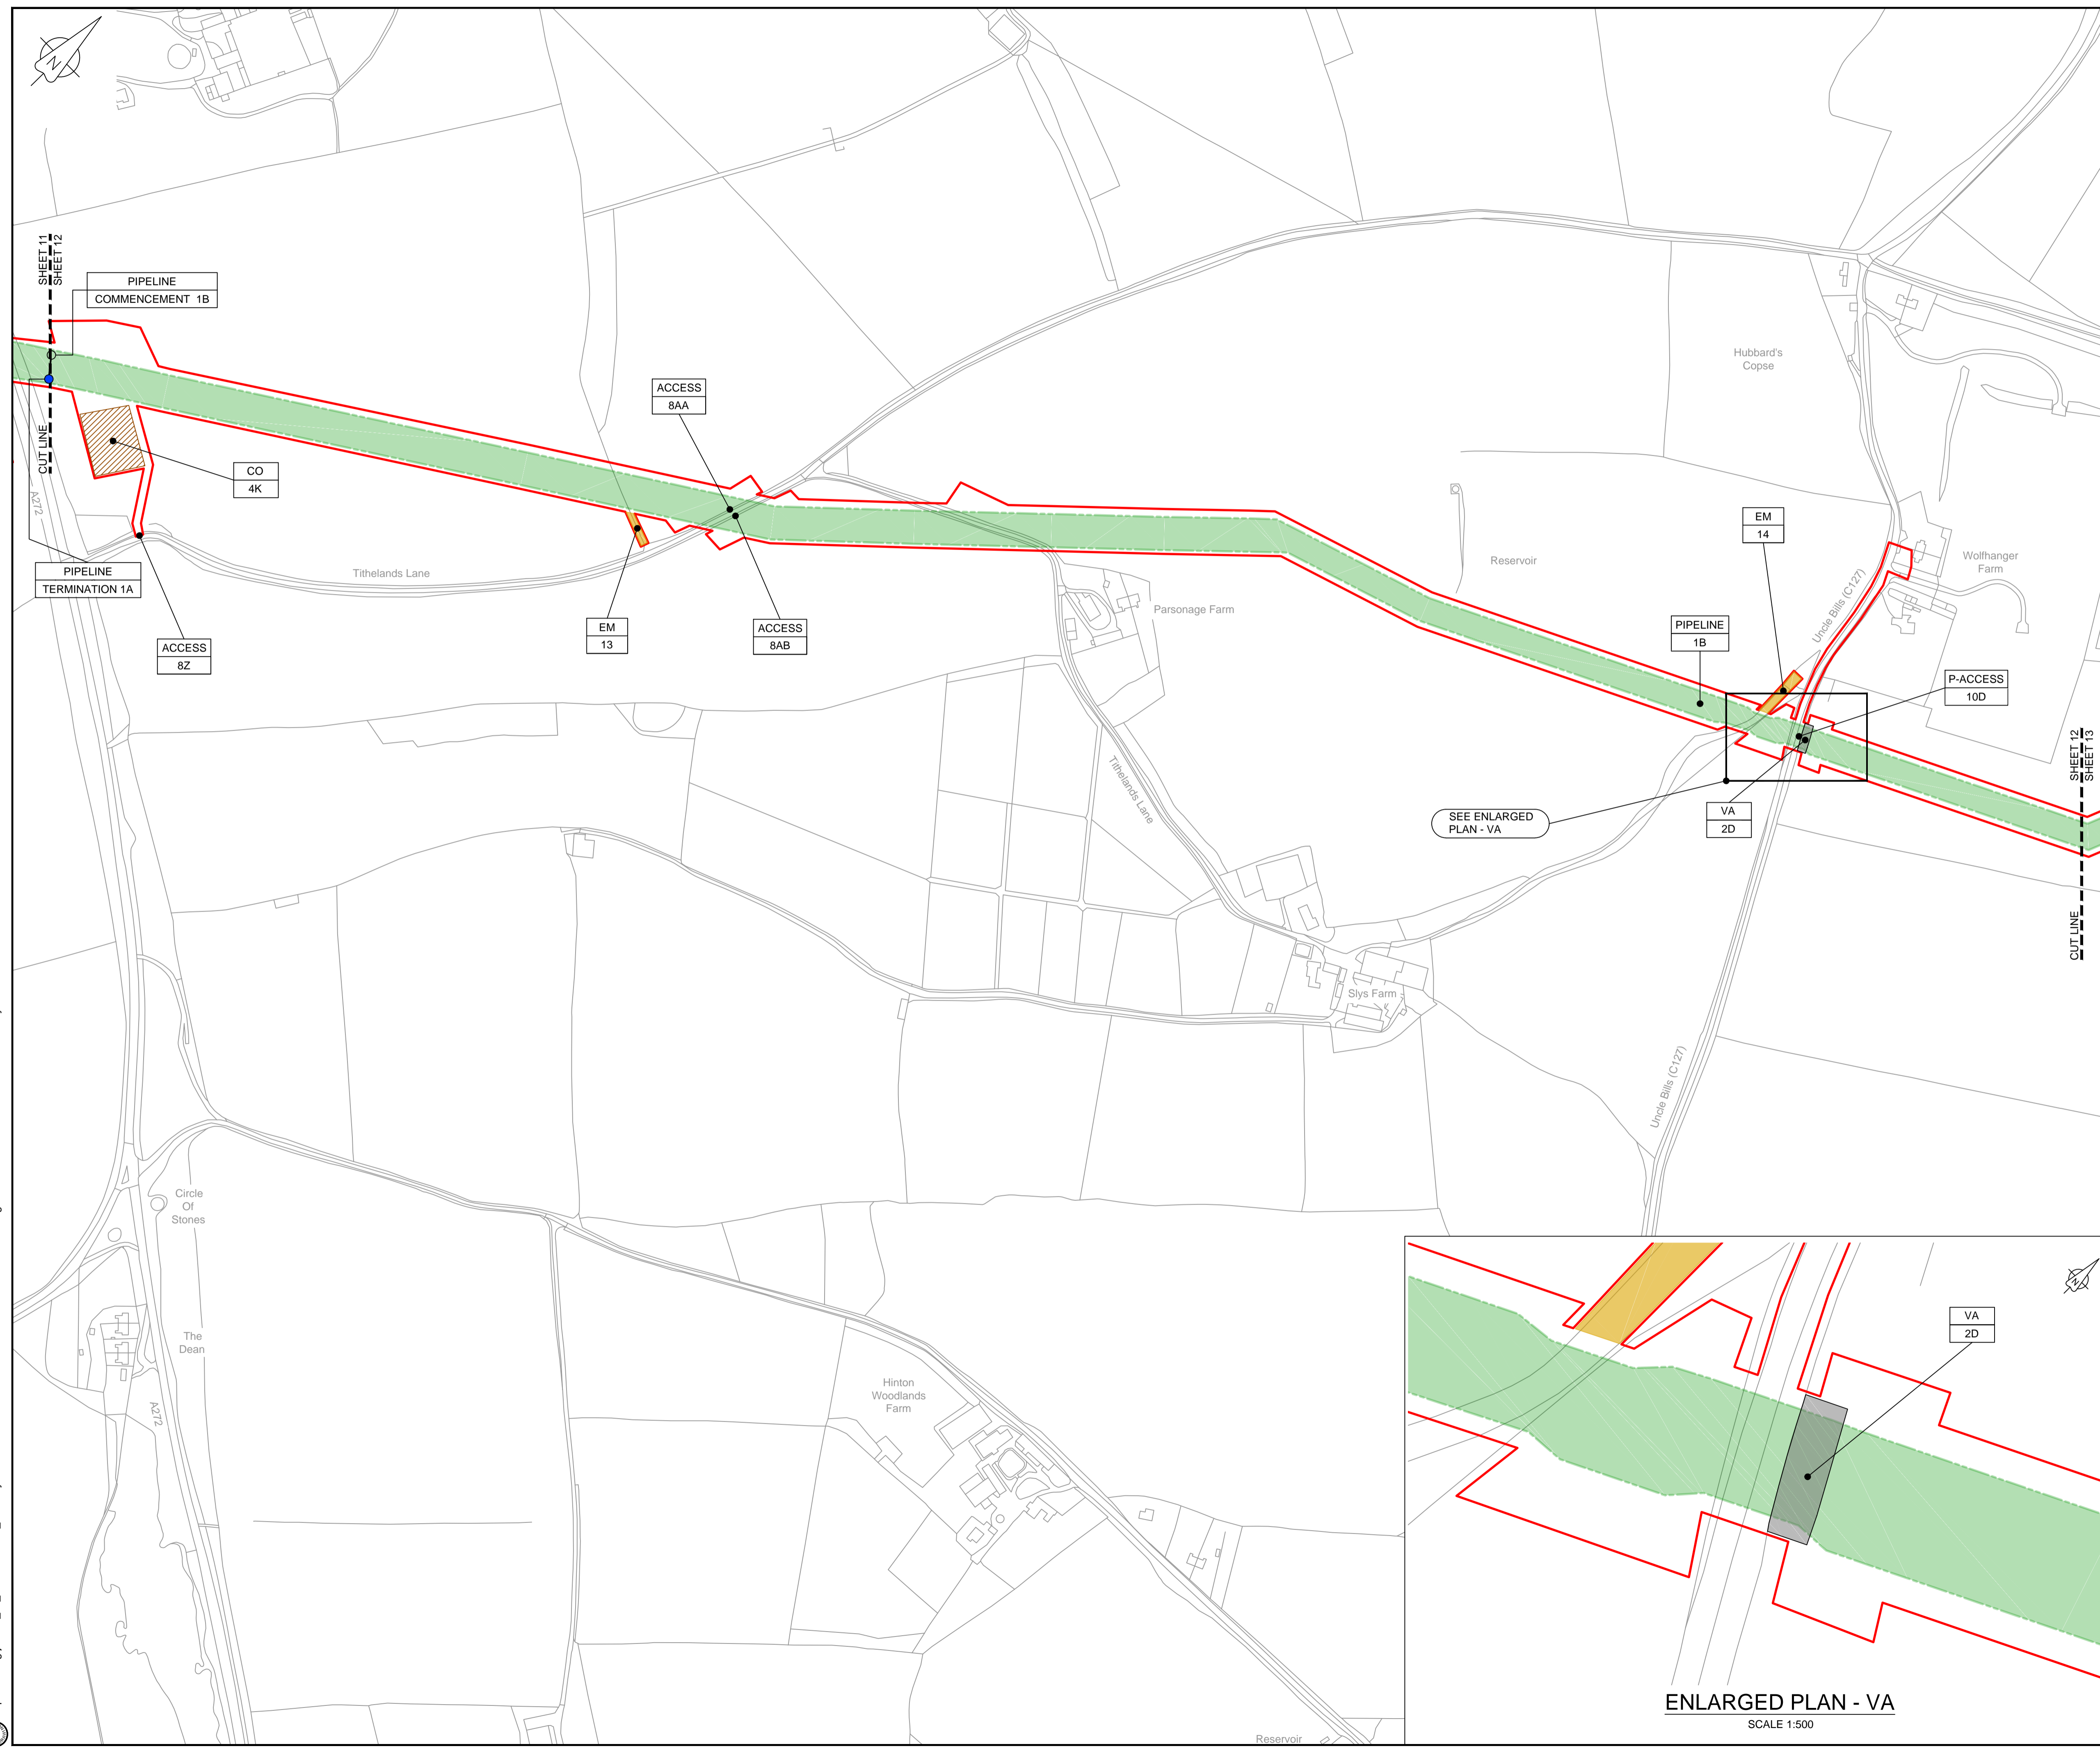 N
SHEET 11
SHEET 12
CUT LINE
PIPELINE
COMMENCEMENT 1B
CO
4K
A272
PIPELINE
TERMINATION 1A
ACCESS
8Z
Tithelands Lane
ACCESS
8AA
EM
13
ACCESS
8AB
Parsonage Farm
Tithelands Lane
Reservoir
Hubbard's
Copse
EM
14
PIPELINE
1B
Uncle Bills (C127)
Wolfhanger
Farm
P-ACCESS
10D
VA
2D
SEE ENLARGED
PLAN - VA
SHEET 12
SHEET 13
CUT LINE
Slys Farm
Uncle Bills (C127)
Circle
Of
Stones
The
Dean
A272
Hinton
Woodlands
Farm
Reservoir
N
VA
2D
ENLARGED PLAN - VA
SCALE 1:500